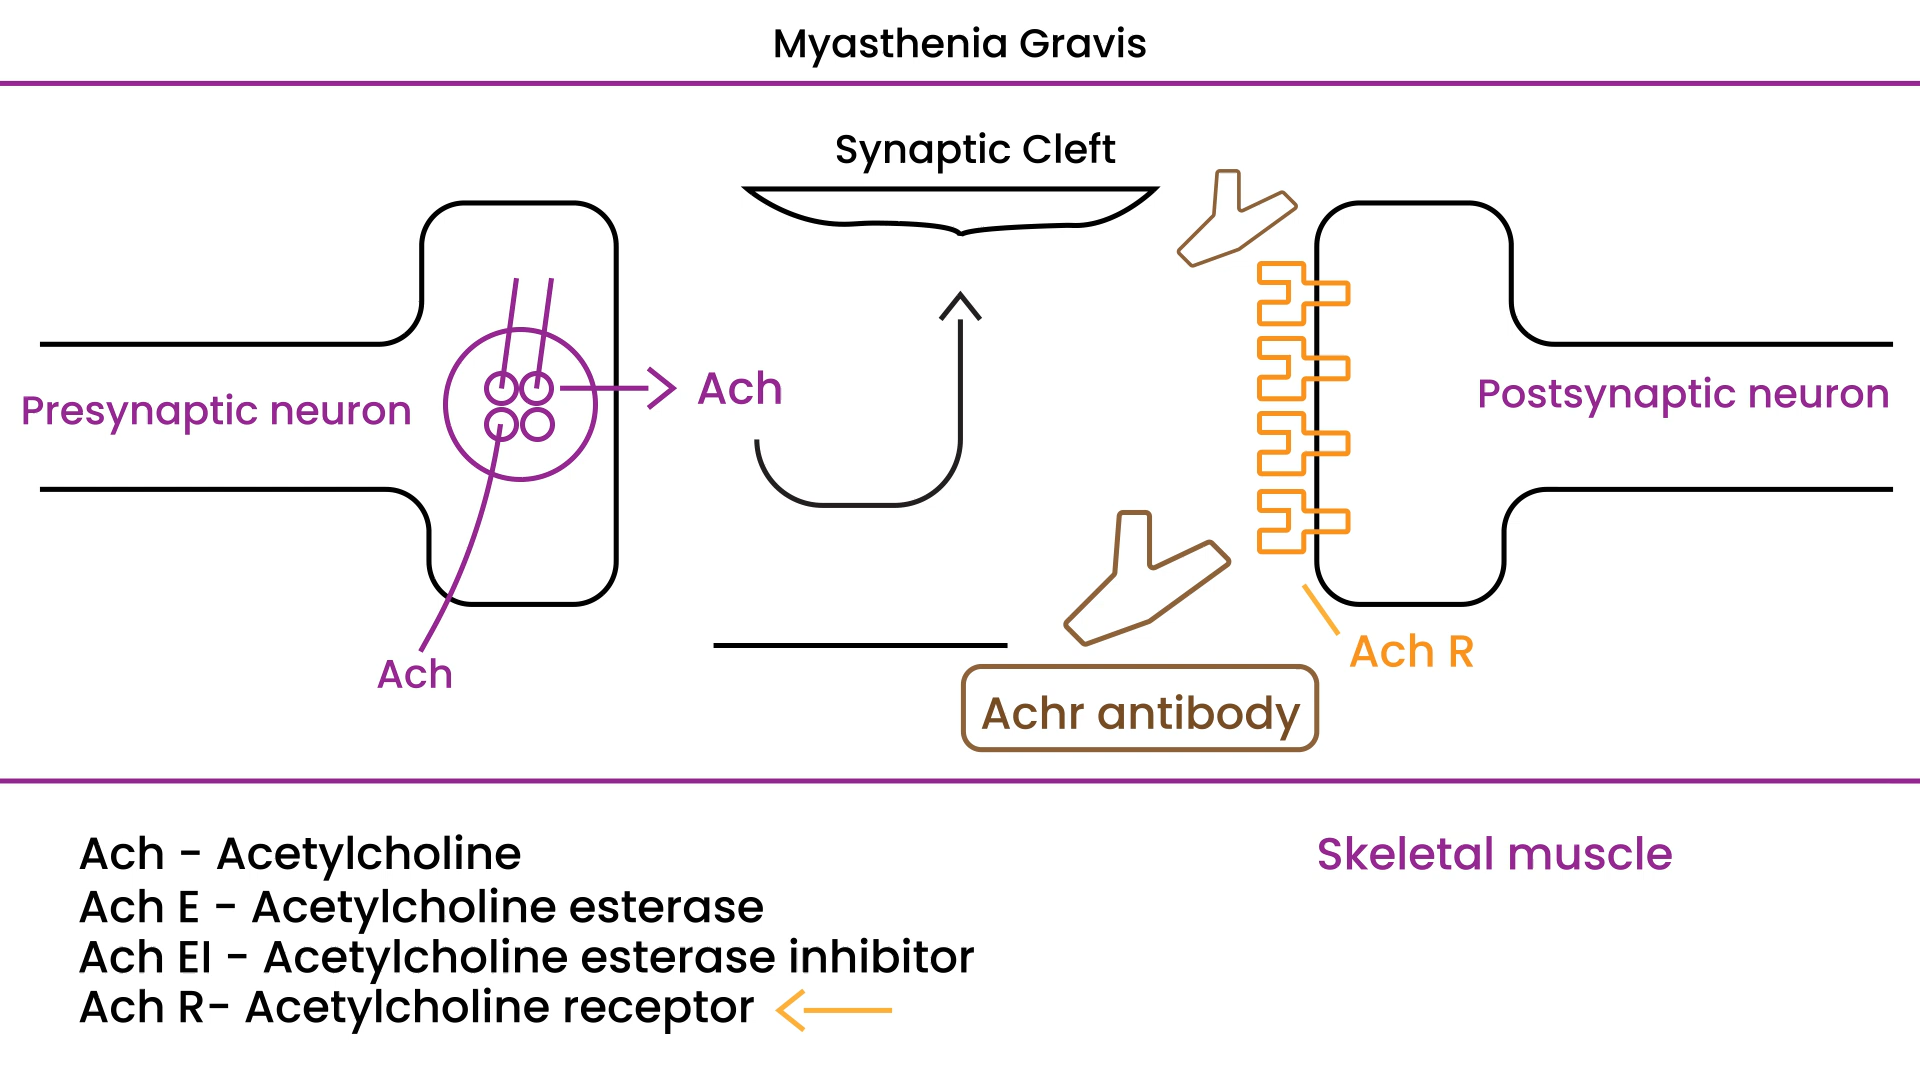 Myasthenia Gravis
Synaptic Cleft
Presynaptic neuron
Ach
Postsynaptic neuron
Ach
Ach R
Achr antibody
Ach - Acetylcholine
Ach E - Acetylcholine esterase
Ach EI - Acetylcholine esterase inhibitor
Ach R- Acetylcholine receptor
Skeletal muscle